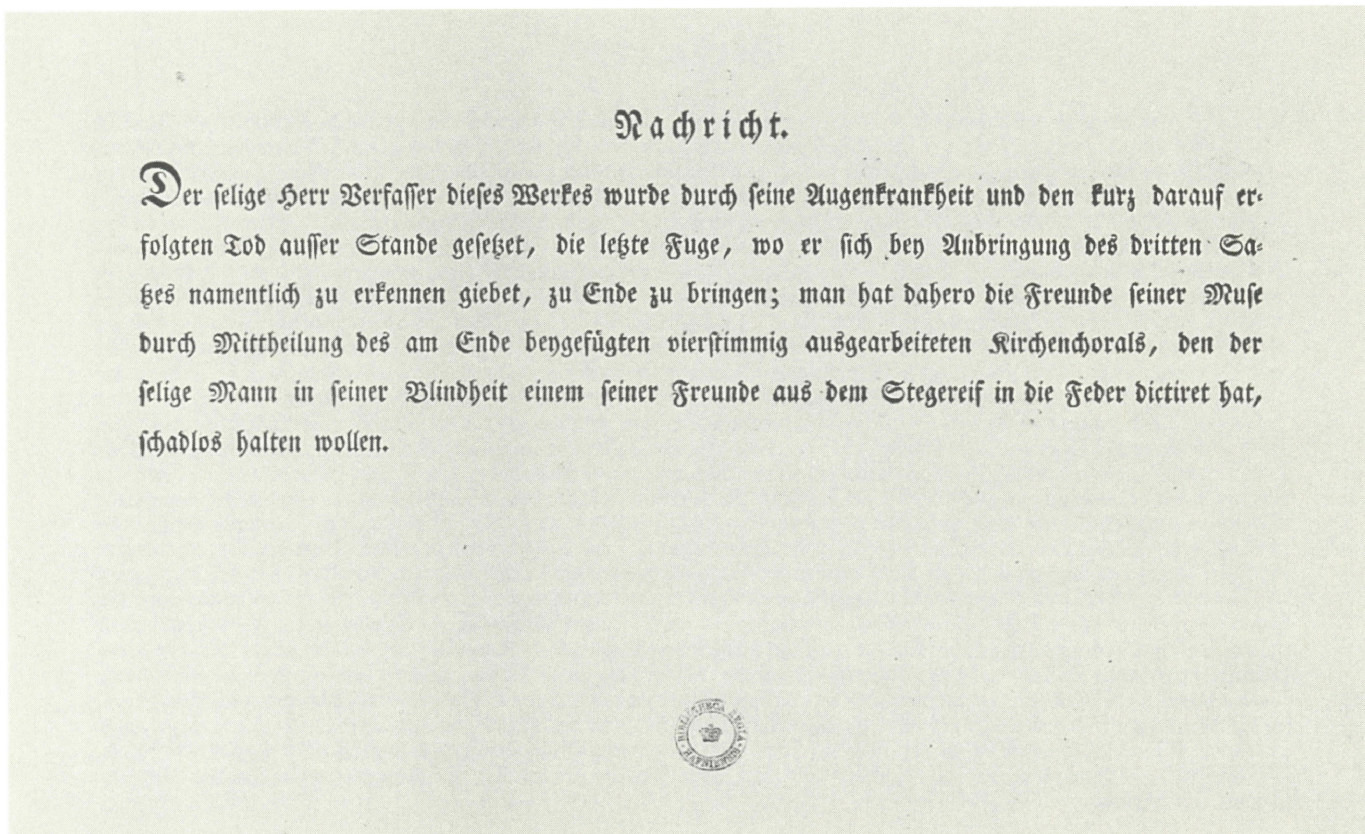 Nachricht.
Der selige Herr Verfasser dieses Werkes wurde durch seine Augenkrankheit und den kurz darauf er-
folgten Tod ausser Stande gesetzet, die letzte Fuge, wo er sich bey Anbringung des dritten Sa-
tzes namentlich zu erkennen giebet, zu Ende zu bringen; man hat dahero die Freunde seiner Muse
durch Mittheilung des am Ende beygefügten vierstimmig ausgearbeiteten Kirchenchorals, den der
selige Mann in seiner Blindheit einem seiner Freunde aus dem Stegereif in die Feder dictiret hat,
schadlos halten wollen.
BIBLIOTHECA REGIA HAFNIENSIS